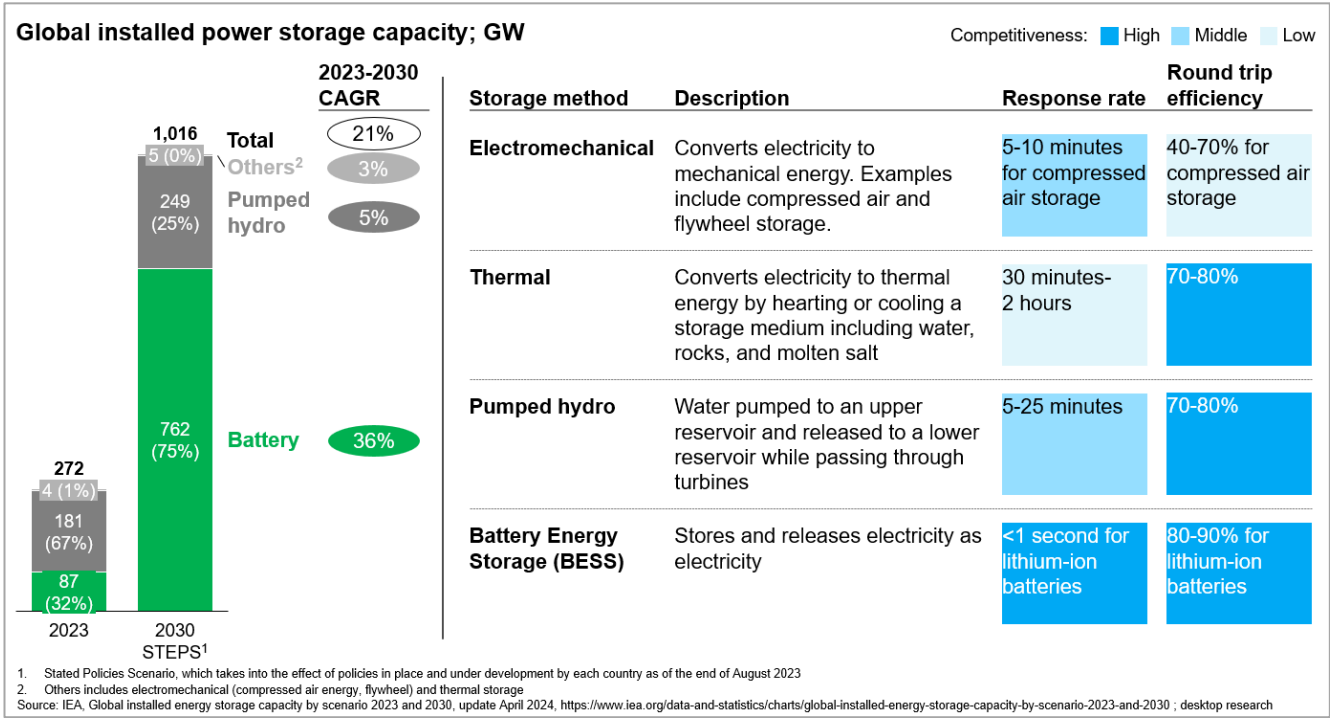 Global installed power storage capacity; GW
Competitiveness: High Middle Low
2023-2030
CAGR
1,016
5 (0%)
249
(25%)
762
(75%)
272
4 (1%)
181
(67%)
87
(32%)
2023
2030
STEPS1
Total
21%
Others2
3%
Pumped
hydro
5%
Battery
36%
Storage method
Description
Response rate
Round trip
efficiency
Electromechanical
Converts electricity to
mechanical energy. Examples
include compressed air and
flywheel storage.
5-10 minutes
for compressed
air storage
40-70% for
compressed air
storage
Thermal
Converts electricity to thermal
energy by hearting or cooling a
storage medium including water,
rocks, and molten salt
30 minutes-
2 hours
70-80%
Pumped hydro
Water pumped to an upper
reservoir and released to a lower
reservoir while passing through
turbines
5-25 minutes
70-80%
Battery Energy
Storage (BESS)
Stores and releases electricity as
electricity
<1 second for
lithium-ion
batteries
80-90% for
lithium-ion
batteries
1. Stated Policies Scenario, which takes into the effect of policies in place and under development by each country as of the end of August 2023
2. Others includes electromechanical (compressed air energy, flywheel) and thermal storage
Source: IEA, Global installed energy storage capacity by scenario 2023 and 2030, update April 2024, https://www.iea.org/data-and-statistics/charts/global-installed-energy-storage-capacity-by-scenario-2023-and-2030 ; desktop research